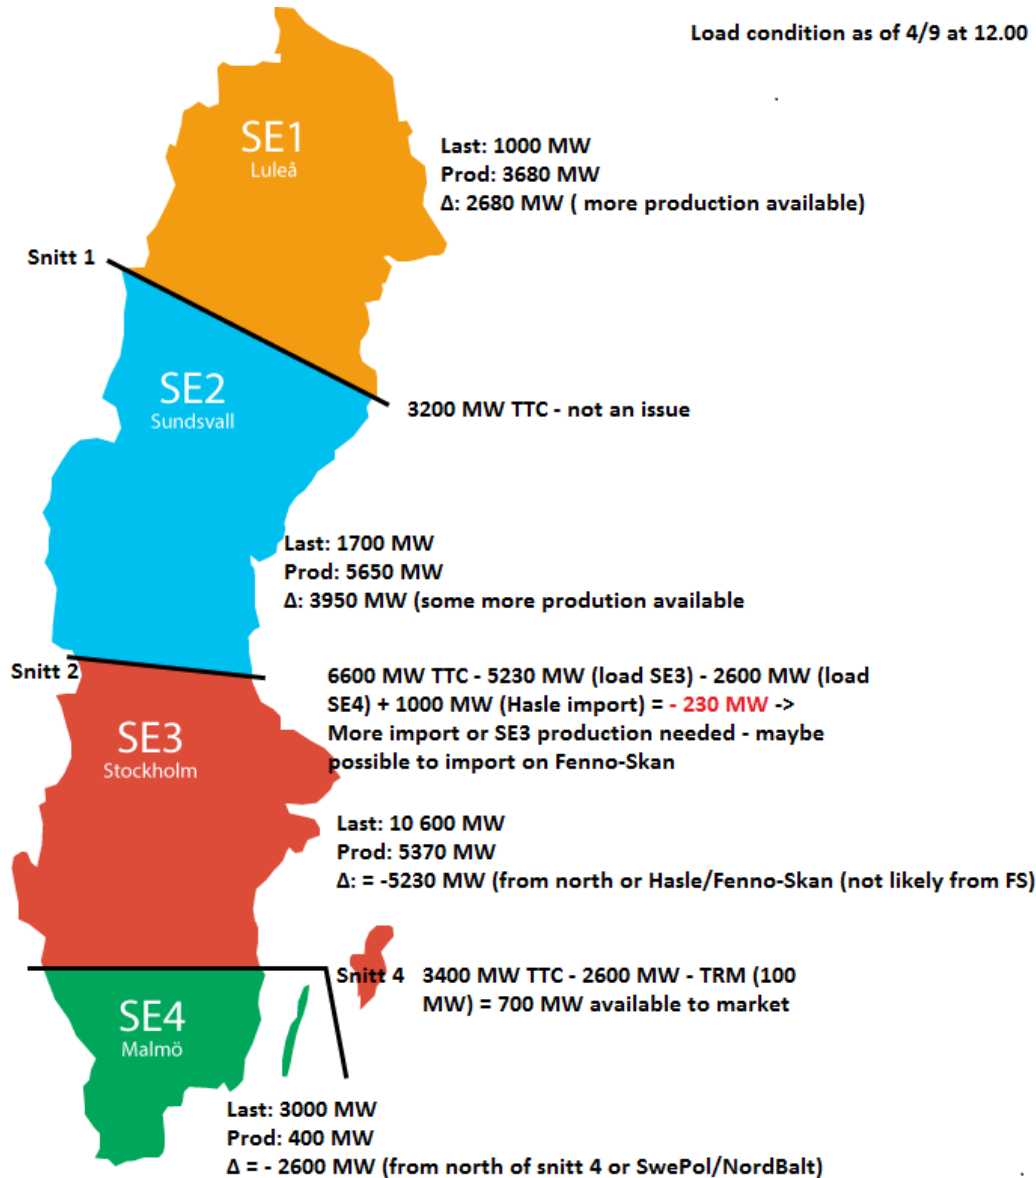 Load condition as of 4/9 at 12.00
SE1
Luleå
Last: 1000 MW
Prod: 3680 MW
Δ: 2680 MW ( more production available)
Snitt 1
SE2
Sundsvall
3200 MW TTC - not an issue
Last: 1700 MW
Prod: 5650 MW
Δ: 3950 MW (some more prodution available
Snitt 2
6600 MW TTC - 5230 MW (load SE3) - 2600 MW (load
SE4) + 1000 MW (Hasle import) = - 230 MW ->
More import or SE3 production needed - maybe
possible to import on Fenno-Skan
SE3
Stockholm
Last: 10 600 MW
Prod: 5370 MW
Δ: = -5230 MW (from north or Hasle/Fenno-Skan (not likely from FS)
Snitt 4
3400 MW TTC - 2600 MW - TRM (100
MW) = 700 MW available to market
SE4
Malmö
Last: 3000 MW
Prod: 400 MW
Δ = - 2600 MW (from north of snitt 4 or SwePol/NordBalt)